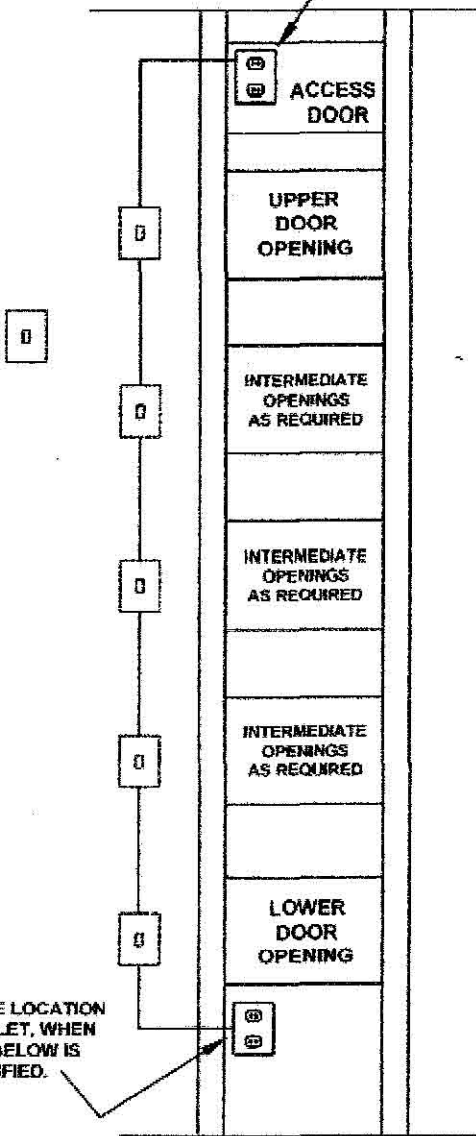 ACCESS
DOOR
UPPER
DOOR
OPENING
INTERMEDIATE
OPENINGS
AS REQUIRED
INTERMEDIATE
OPENINGS
AS REQUIRED
INTERMEDIATE
OPENINGS
AS REQUIRED
LOWER
DOOR
OPENING
E LOCATION
LET, WHEN
BELOW IS
IFIED.